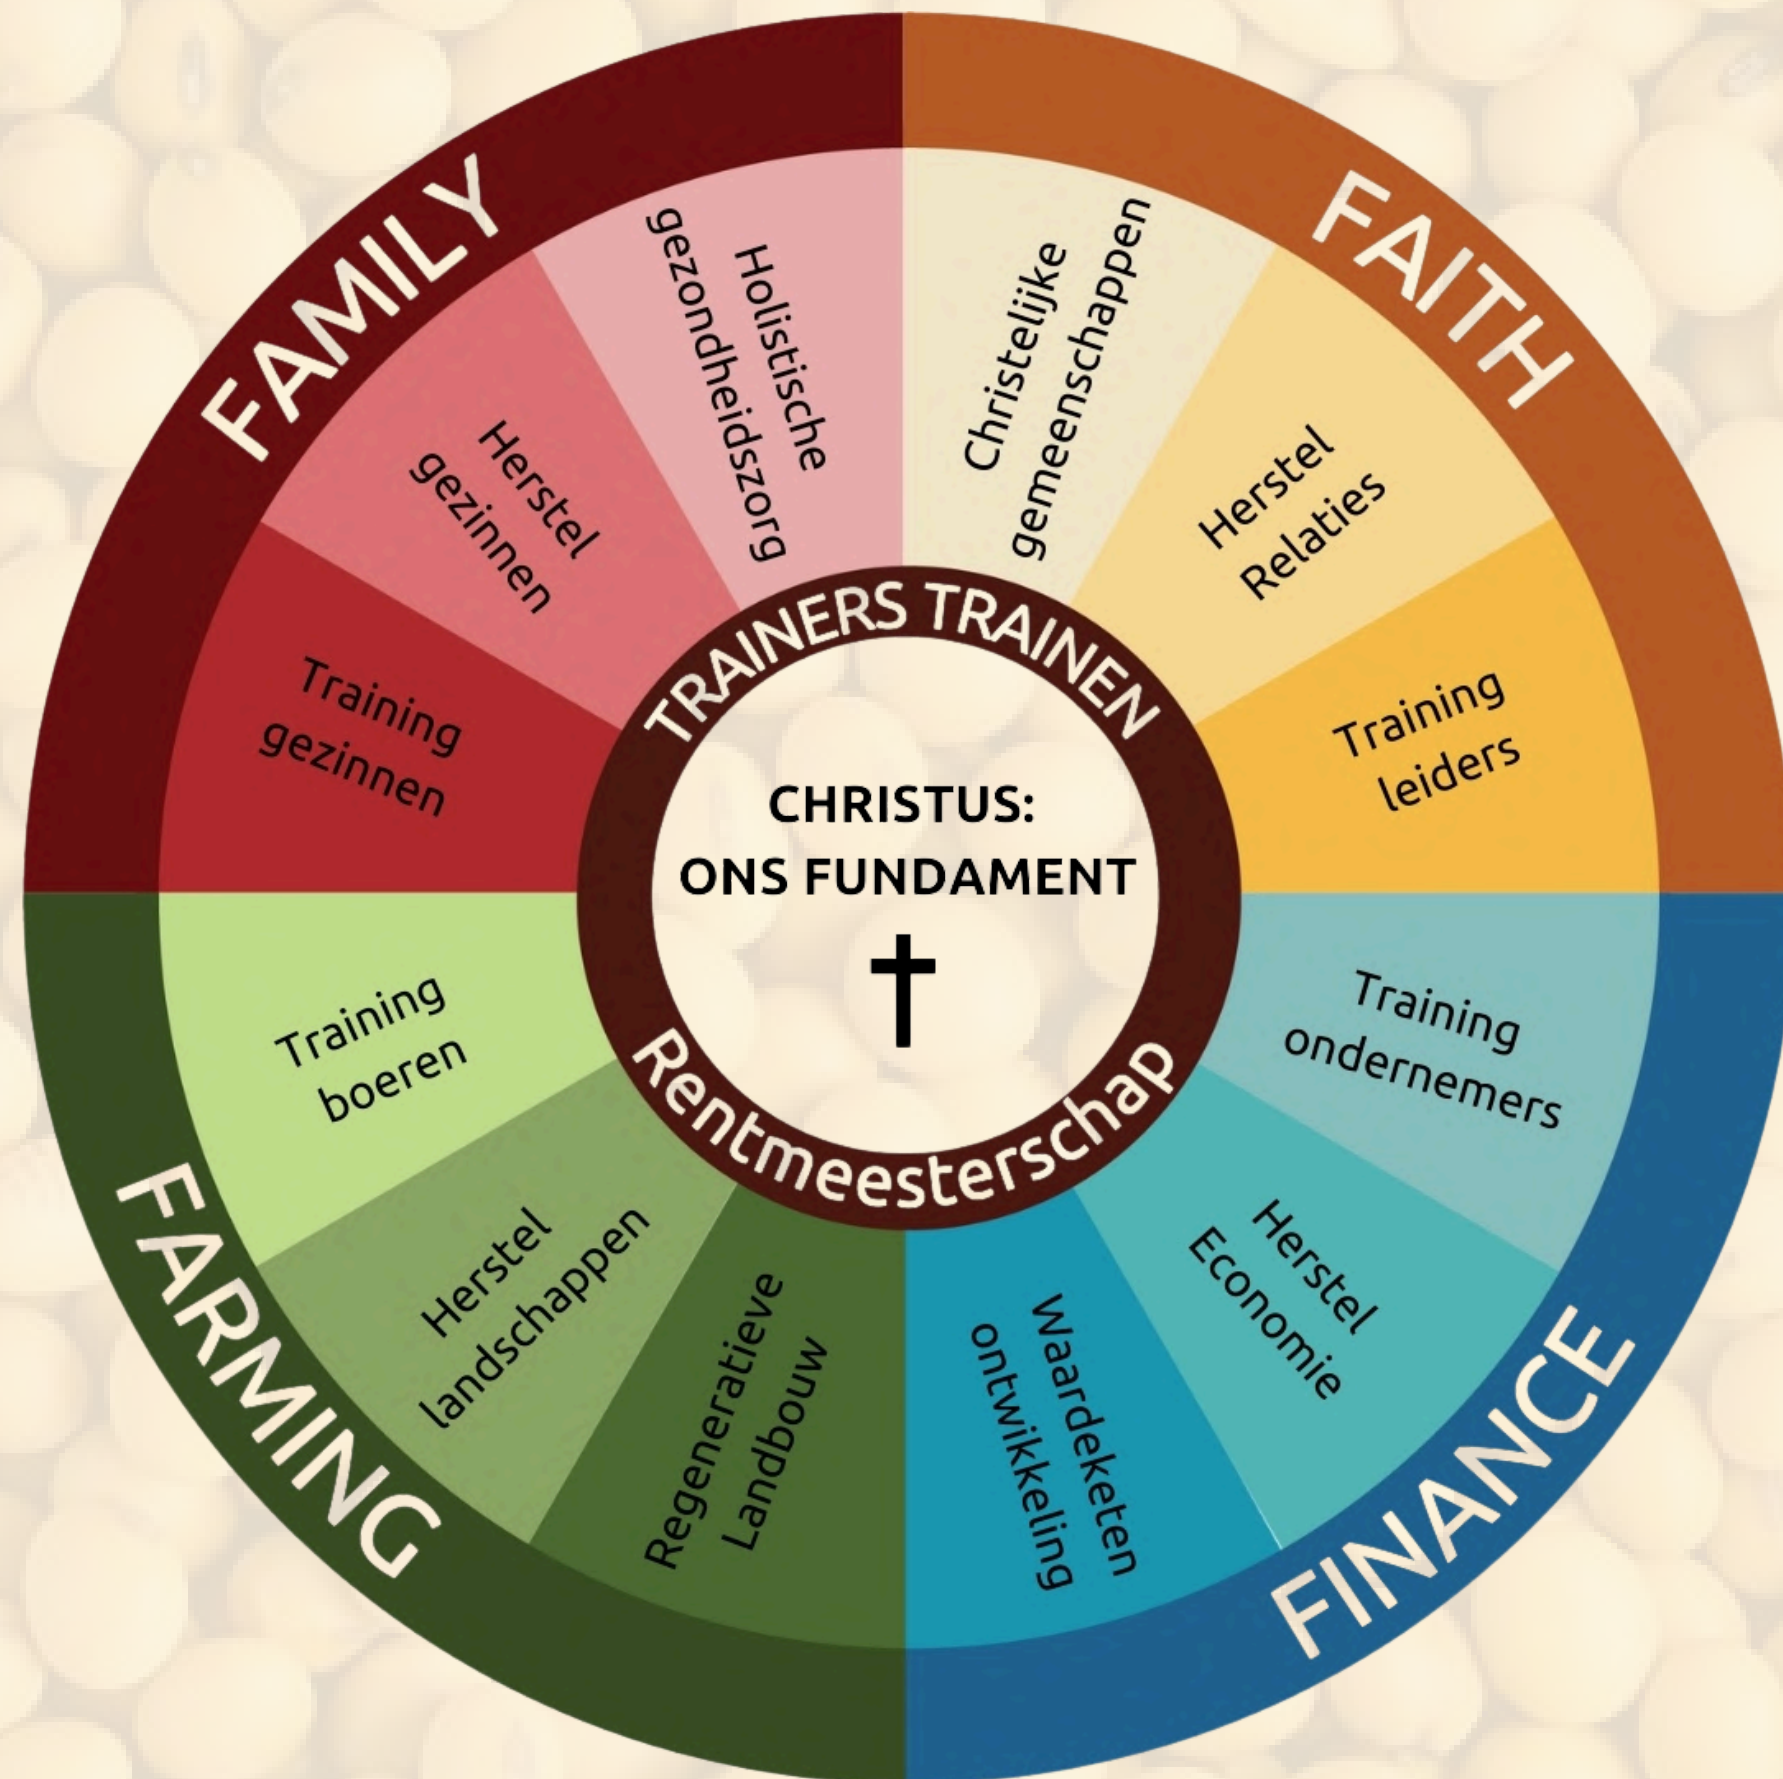 FAMILY
FAITH
FARMING
FINANCE
Holistische
gezondheidszorg
Herstel
gezinnen
Training
gezinnen
Christelijke
gemeenschappen
Herstel
Relaties
Training
leiders
Training
ondernemers
Herstel
Economie
Waardeketen
ontwikkeling
Regeneratieve
Landbouw
Herstel
landschappen
Training
boeren
TRAINERS TRAINEN
CHRISTUS:
ONS FUNDAMENT
Rentmeesterschap